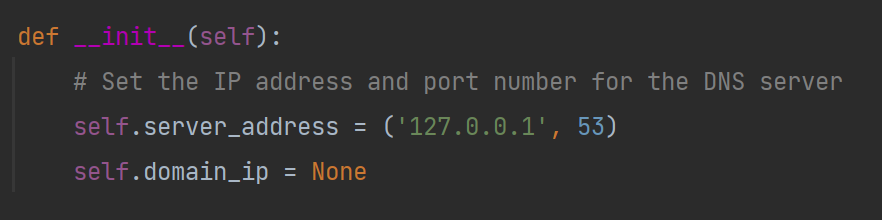 def __init__(self):
    # Set the IP address and port number for the DNS server
    self.server_address = ('127.0.0.1', 53)
    self.domain_ip = None